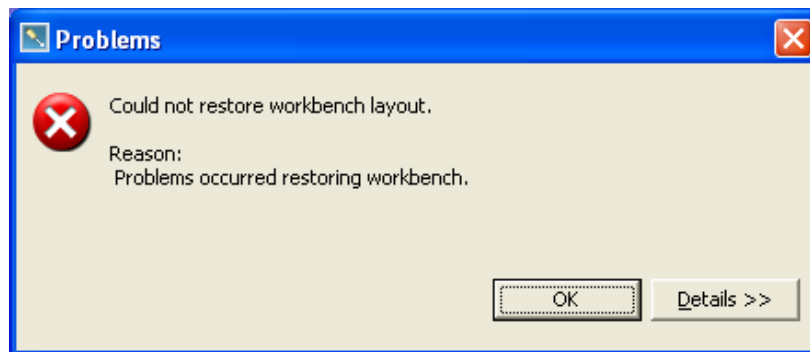 Problems
Could not restore workbench layout.
Reason:
Problems occurred restoring workbench.
OK
Details >>